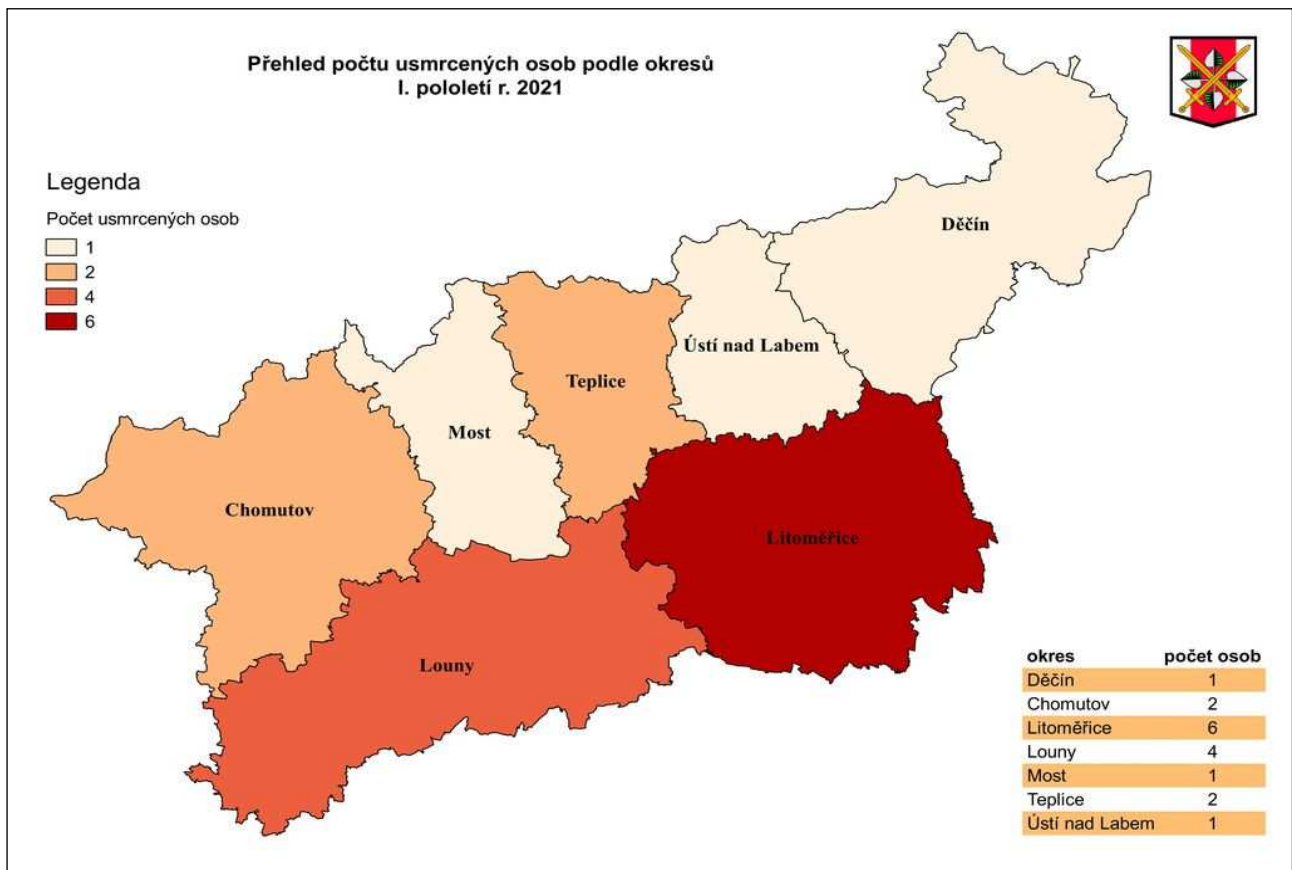 Přehled počtu usmrcených osob podle okresů
I. pololetí r. 2021
Legenda
Počet usmrcených osob
1
2
4
6
Děčín
Ústí nad Labem
Teplice
Most
Chomutov
Litoměřice
Louny
okres počet osob
Děčín 1
Chomutov 2
Litoměřice 6
Louny 4
Most 1
Teplice 2
Ústí nad Labem 1